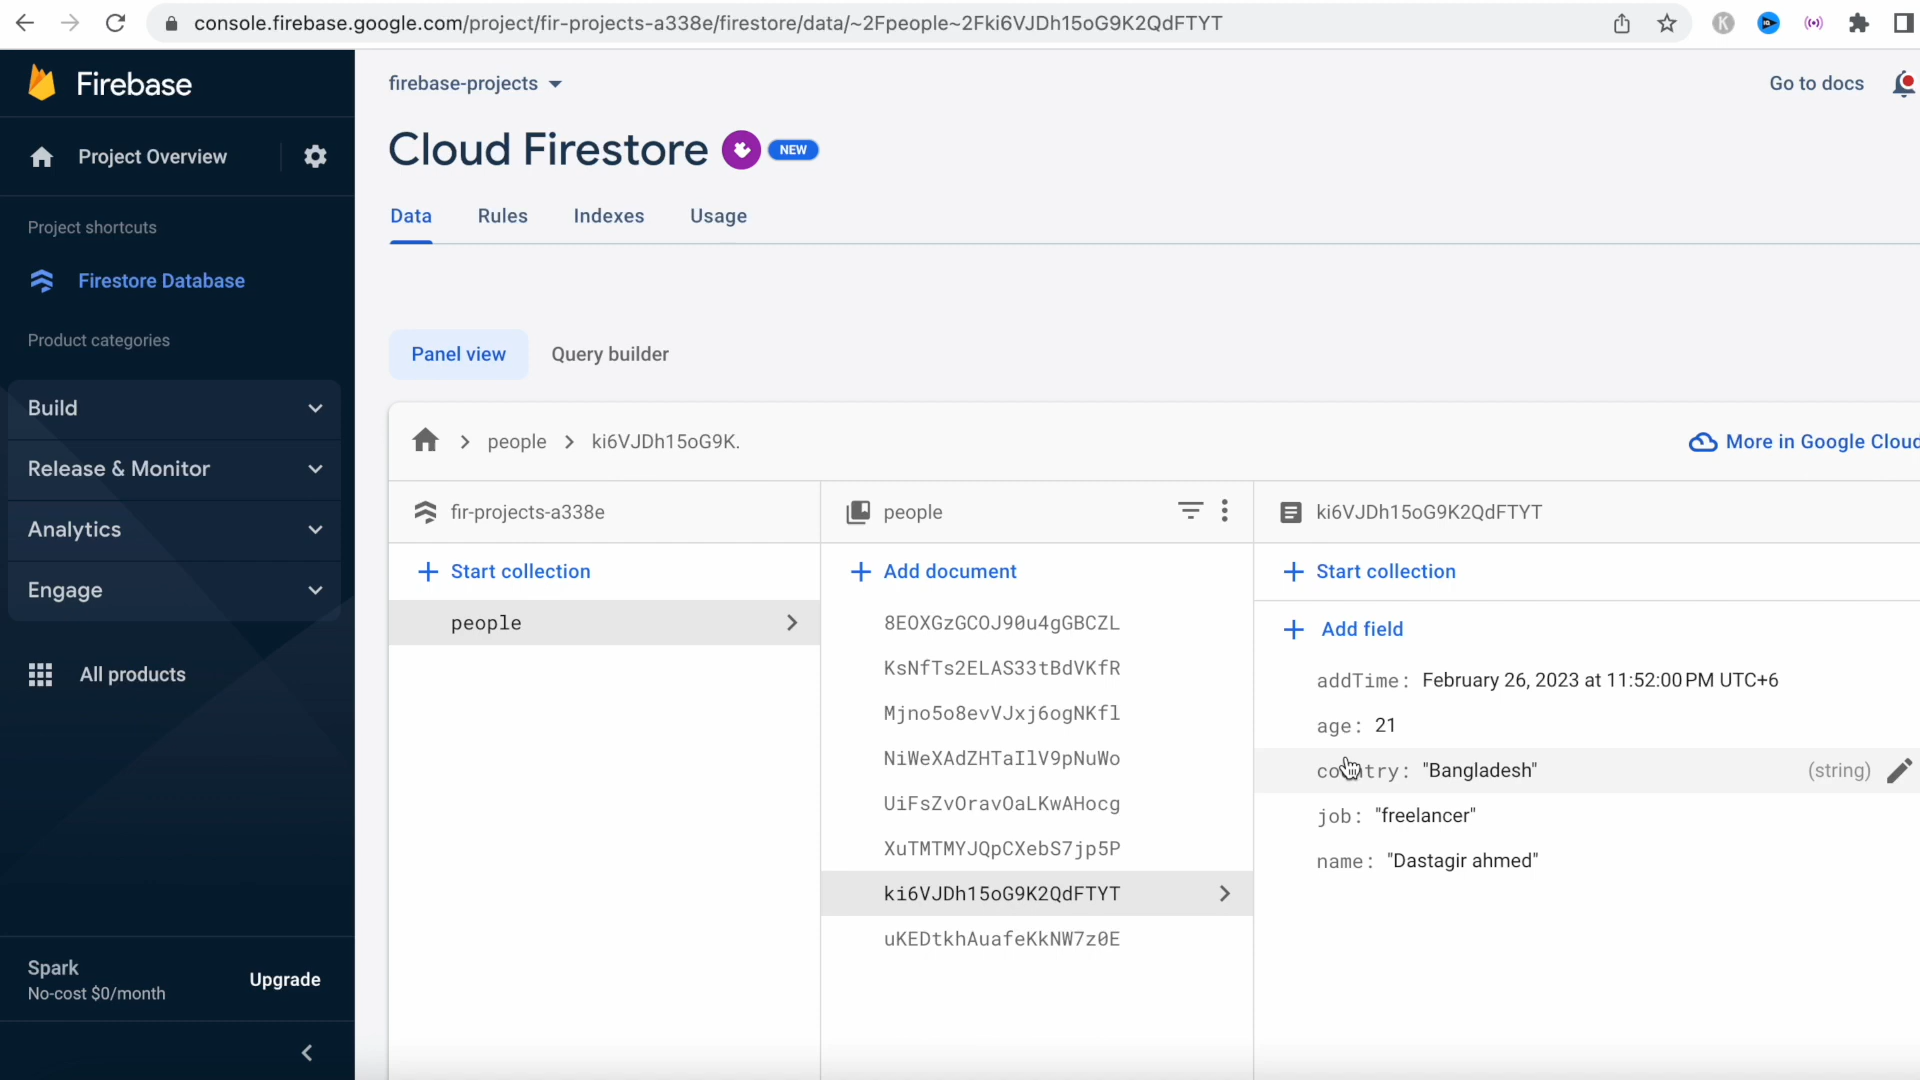 console.firebase.google.com/project/fir-projects-a338e/firestore/data/~2Fpeople~2Fki6VJDh15oG9K2QdFTYT
K
Firebase
Project Overview
Project shortcuts
Firestore Database
Product categories
Build
Release & Monitor
Analytics
Engage
All products
Spark
No-cost $0/month
Upgrade
firebase-projects
Go to docs
Cloud Firestore
NEW
Data Rules Indexes Usage
Panel view Query builder
people ki6VJDh15oG9K.
More in Google Cloud
fir-projects-a338e
Start collection
people
people
Add document
8EOXGzGCOJ90u4gGBCZL
KsNfTs2ELAS33tBdVKfR
Mjno5o8evVJxj6ogNKfl
NiWeXAdZHTaIlV9pNuWo
UiFsZvOravOaLKwAHocg
XuTMTMYJQpCXebS7jp5P
ki6VJDh15oG9K2QdFTYT
uKEDtkhAuafeKkNW7z0E
ki6VJDh15oG9K2QdFTYT
Start collection
Add field
addTime: February 26, 2023 at 11:52:00 PM UTC+6
age: 21
country: "Bangladesh" (string)
job: "freelancer"
name: "Dastagir ahmed"